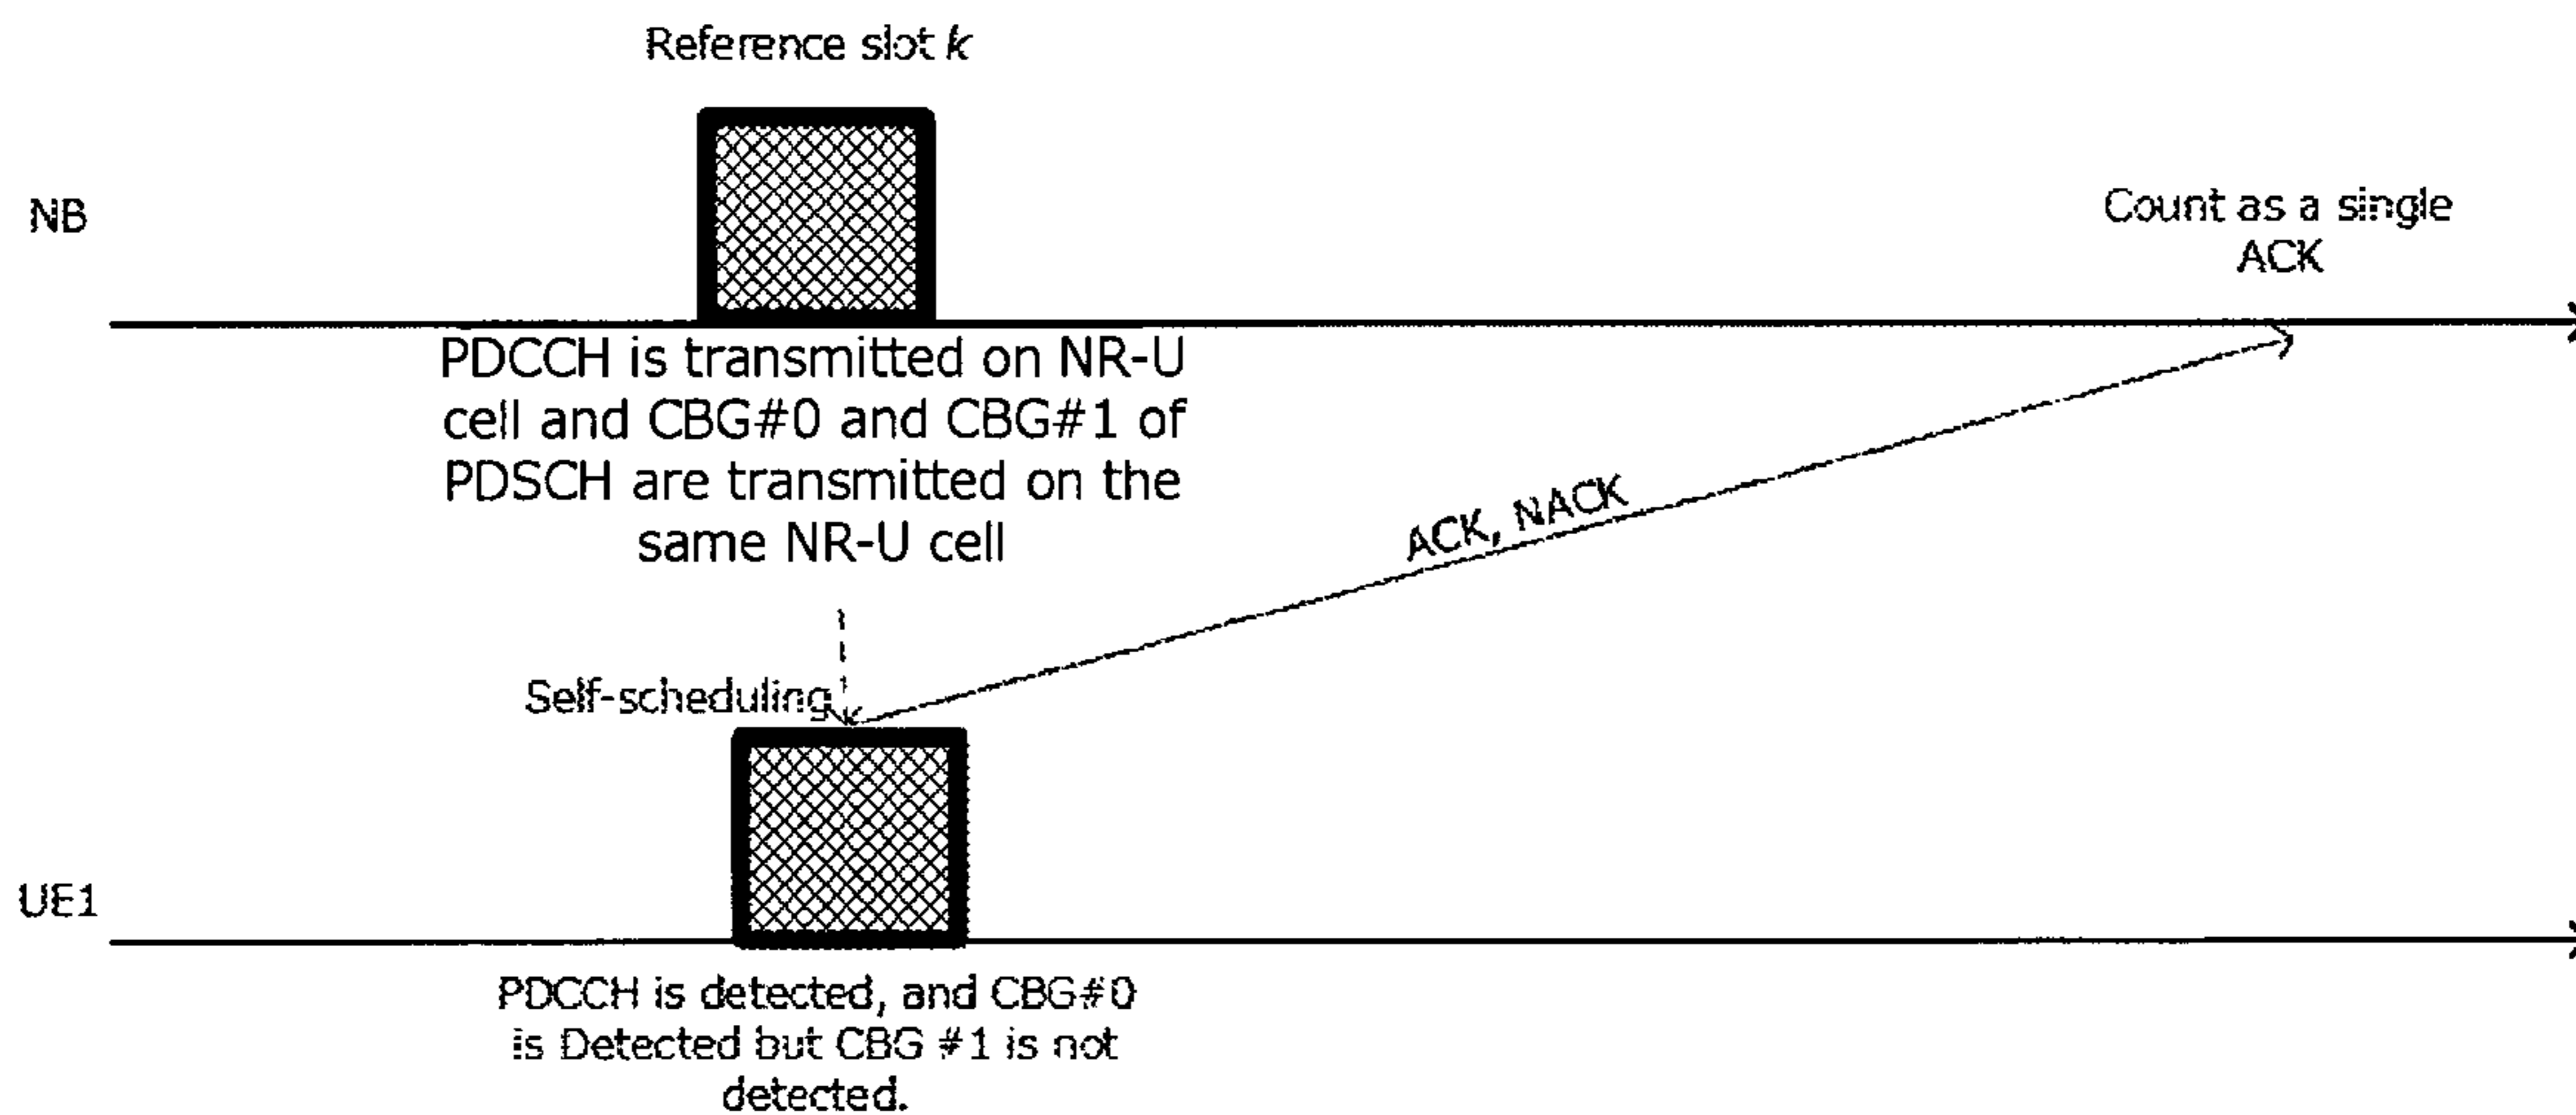 Reference slot k
NB
Count as a single
ACK
PDCCH is transmitted on NR-U
cell and CBG#0 and CBG#1 of
PDSCH are transmitted on the
same NR-U cell
ACK, NACK
Self-scheduling
UE1
PDCCH is detected, and CBG#0
is Detected but CBG #1 is not
detected.